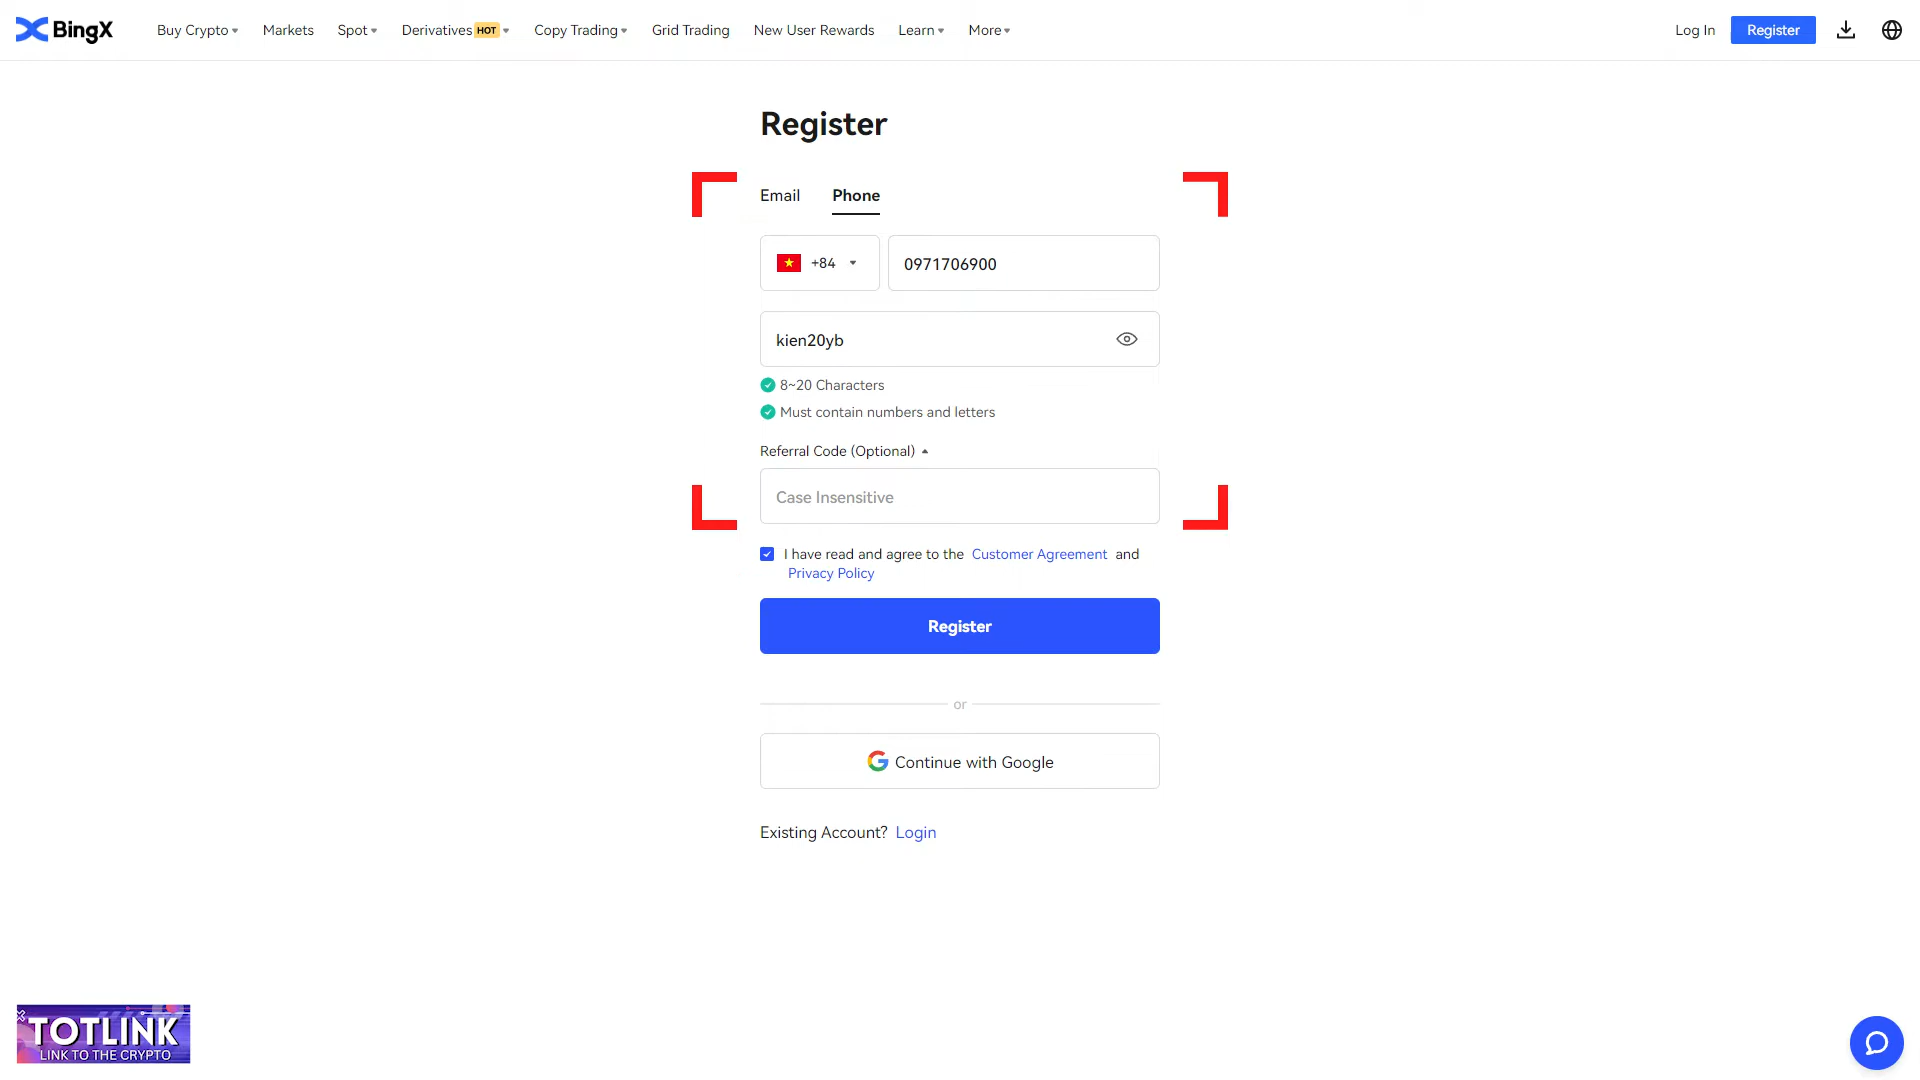 BingX
Buy Crypto
Markets
Spot
Derivatives HOT
Copy Trading
Grid Trading
New User Rewards
Learn
More
Log In
Register
Register
Email
Phone
+84
0971706900
kien20yb
8~20 Characters
Must contain numbers and letters
Referral Code (Optional)
Case Insensitive
I have read and agree to the Customer Agreement and
Privacy Policy
Register
or
Continue with Google
Existing Account? Login
TOTLINK
LINK TO THE CRYPTO